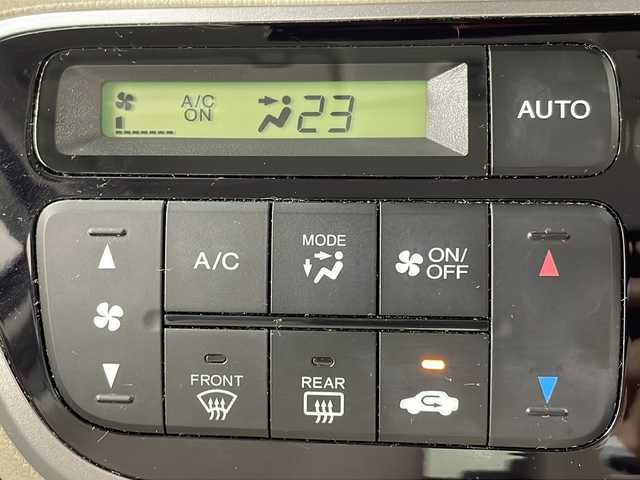 A/C
ON
23
AUTO
A/C
MODE
ON/
OFF
FRONT
REAR